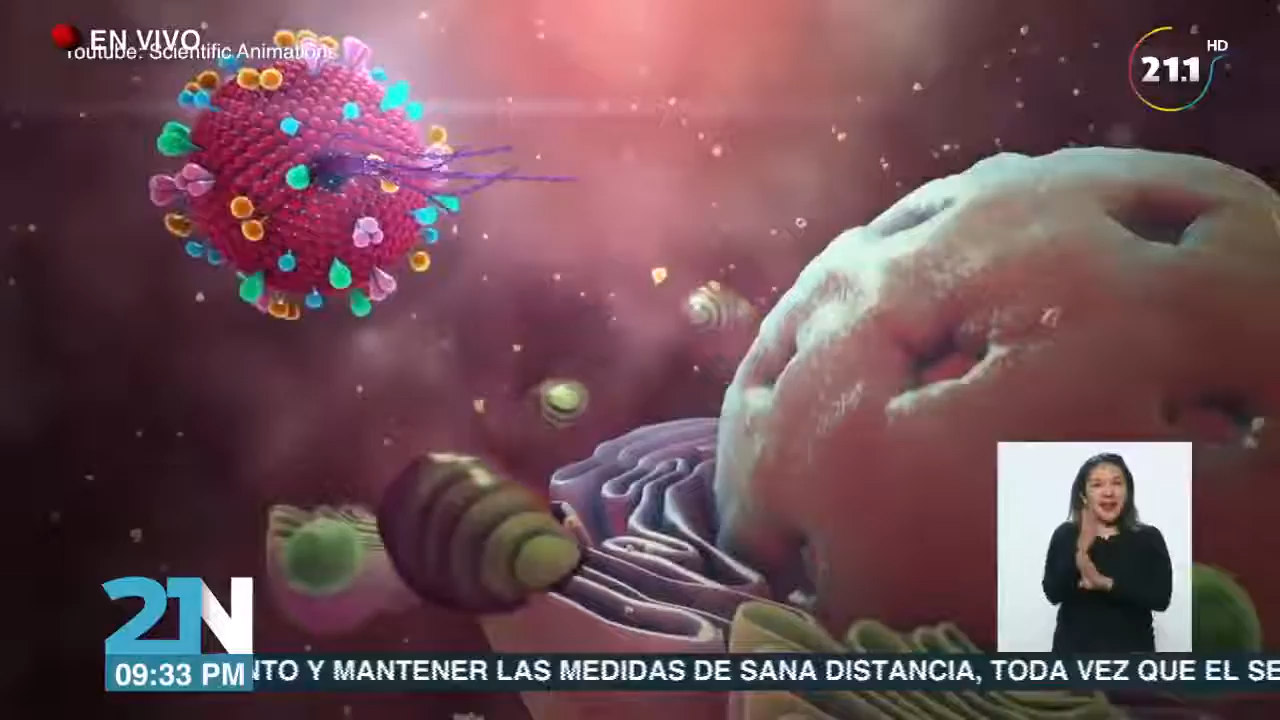 EN VIVO
Youtube: Scientific Animations
21.1
HD
21N
09:33 PM
NTO Y MANTENER LAS MEDIDAS DE SANA DISTANCIA, TODA VEZ QUE EL SE